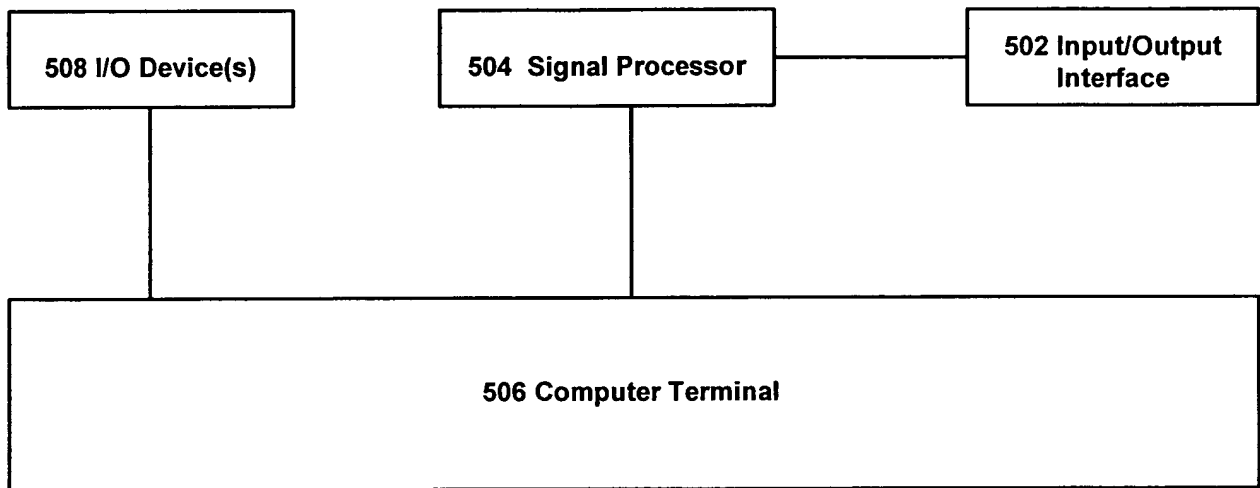 508 I/O Device(s)
504 Signal Processor
502 Input/Output
Interface
506 Computer Terminal